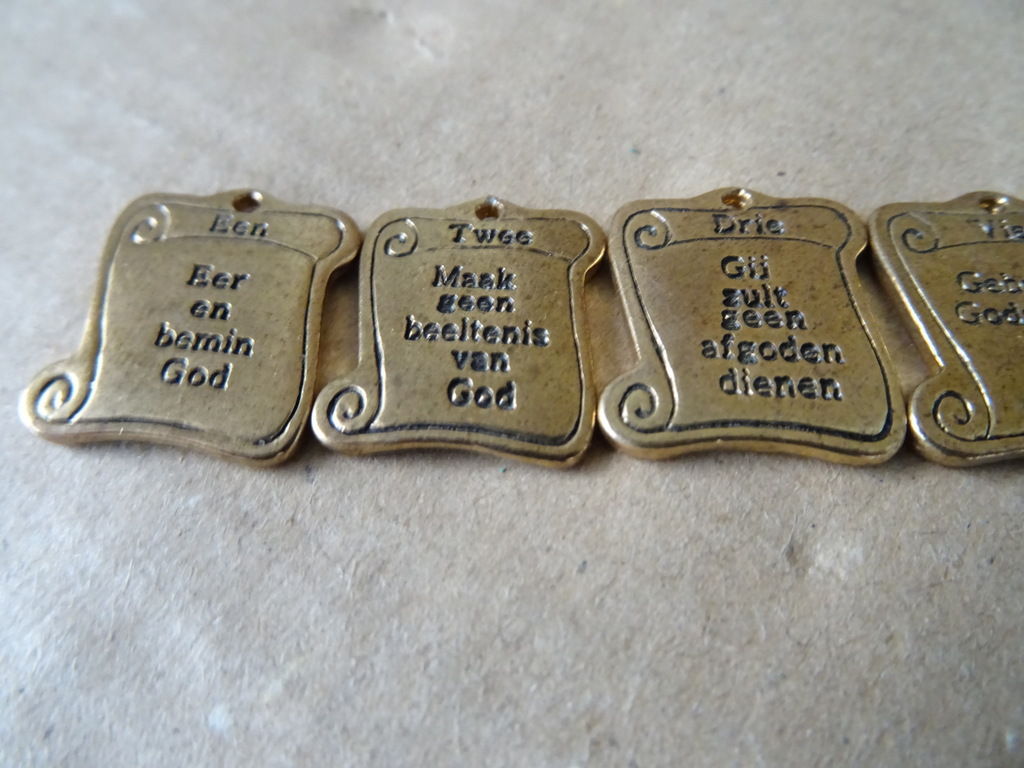 Een
Eer
en
bemin
God
Twee
Maak
geen
beeltenis
van
God
Drie
Gij
zult
geen
afgoden
dienen